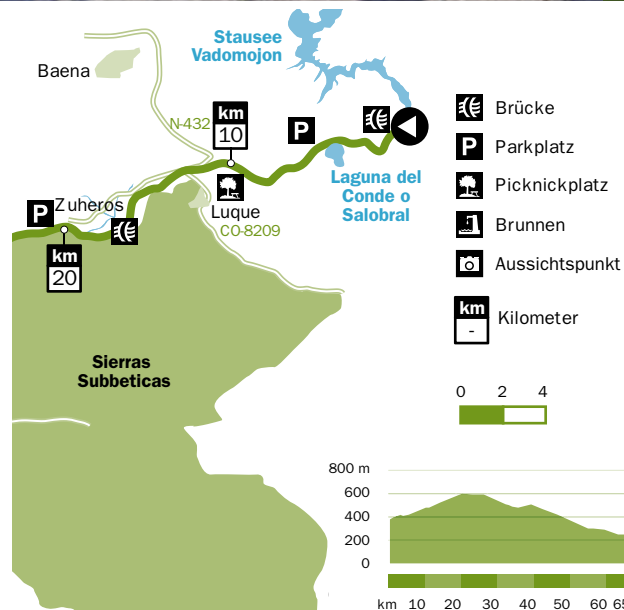 Stausee
Vadomojon
Baena
N-432
km
10
P
Laguna del
Conde o
Salobral
P
Zuheros
Luque
CO-8209
km
20
Sierras
Subbeticas
Brücke
P
Parkplatz
Picknickplatz
Brunnen
Aussichtspunkt
km
-
Kilometer
0 2 4
800 m
600
400
200
0
km 10 20 30 40 50 60